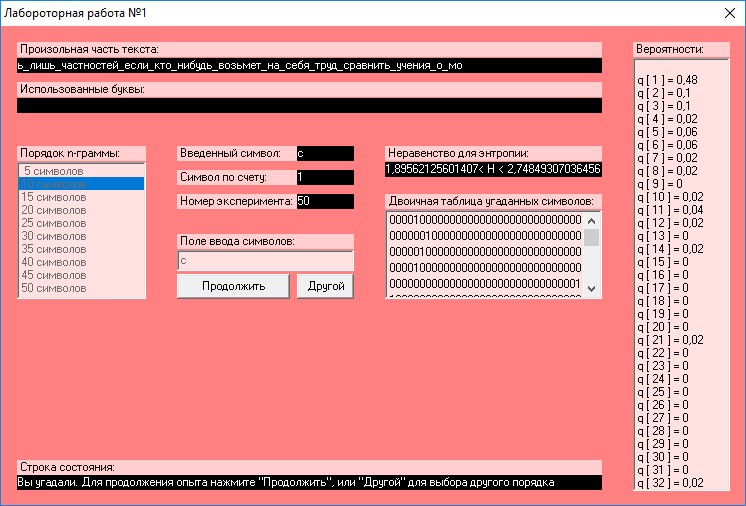 Лабороторная работа №1
Произольная часть текста:
ь_лишь_частностей_если_кто_нибудь_возьмет_на_себя_труд_сравнить_учения_о_мо
Использованные буквы:
Порядок n-граммы:
5 символов
10 символов
15 символов
20 символов
25 символов
30 символов
35 символов
40 символов
45 символов
50 символов
Введенный символ: с
Символ по счету: 1
Номер эксперимента: 50
Поле ввода символов:
с
Продолжить
Другой
Неравенство для энтропии:
1,89562125601407< H < 2,74849307036456
Двоичная таблица угаданных символов:
Вероятности:
q [ 1 ] = 0,48
q [ 2 ] = 0,1
q [ 3 ] = 0,1
q [ 4 ] = 0,02
q [ 5 ] = 0,06
q [ 6 ] = 0,06
q [ 7 ] = 0,02
q [ 8 ] = 0,02
q [ 9 ] = 0
q [ 10 ] = 0,02
q [ 11 ] = 0,04
q [ 12 ] = 0,02
q [ 13 ] = 0
q [ 14 ] = 0,02
q [ 15 ] = 0
q [ 16 ] = 0
q [ 17 ] = 0
q [ 18 ] = 0
q [ 19 ] = 0
q [ 20 ] = 0
q [ 21 ] = 0,02
q [ 22 ] = 0
q [ 23 ] = 0
q [ 24 ] = 0
q [ 25 ] = 0
q [ 26 ] = 0
q [ 27 ] = 0
q [ 28 ] = 0
q [ 29 ] = 0
q [ 30 ] = 0
q [ 31 ] = 0
q [ 32 ] = 0,02
Строка состояния:
Вы угадали. Для продолжения опыта нажмите "Продолжить", или "Другой" для выбора другого порядка